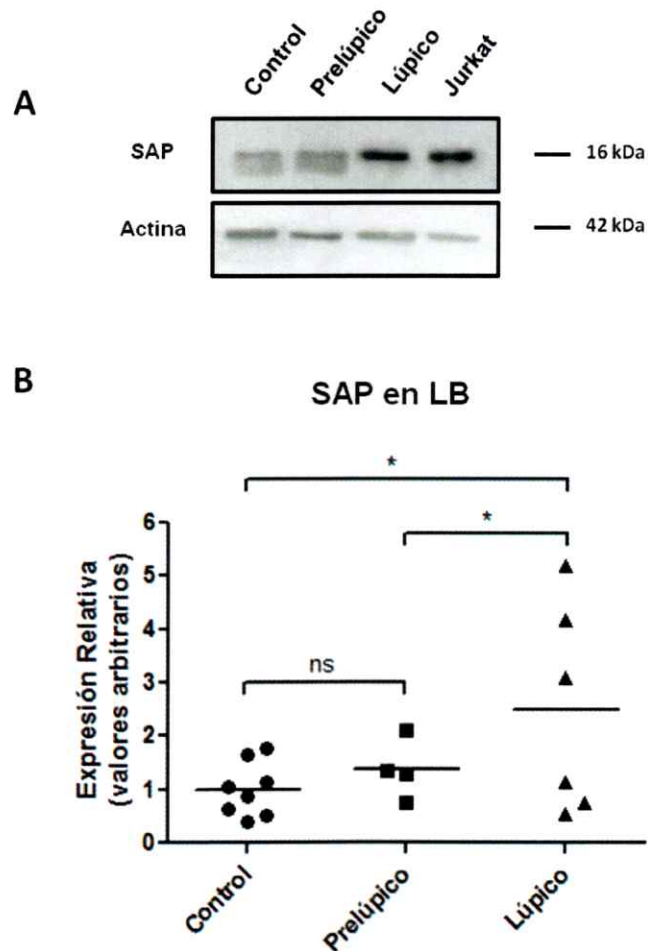 A
Control Prelúpico Lúpico Jurkat
SAP 16 kDa
Actina 42 kDa
B
SAP en LB
*
*
ns
Expresión Relativa
(valores arbitrarios)
6
5
4
3
2
1
0
Control Prelúpico Lúpico